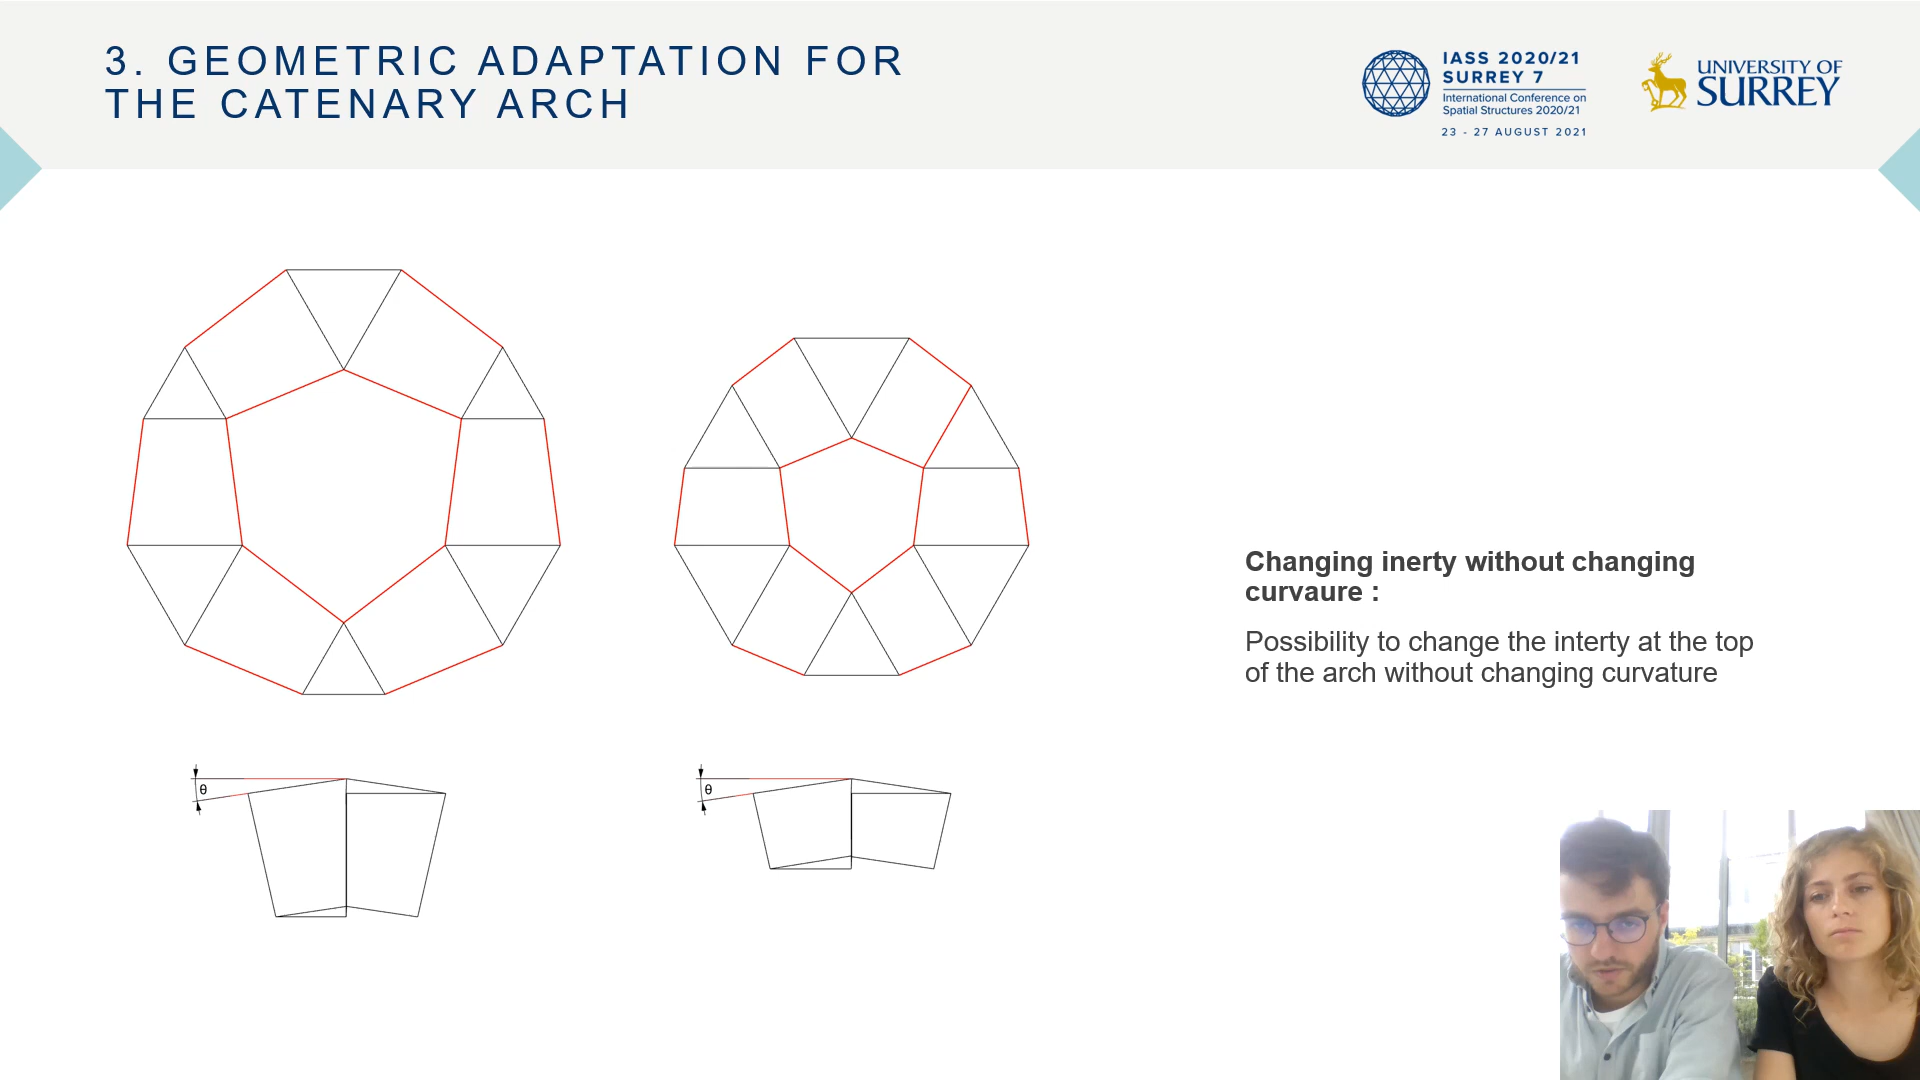 3. GEOMETRIC ADAPTATION FOR
THE CATENARY ARCH
IASS 2020/21
SURREY 7
International Conference on
Spatial Structures 2020/21
23 - 27 AUGUST 2021
UNIVERSITY OF
SURREY
Changing inerty without changing
curvaure :
Possibility to change the interty at the top
of the arch without changing curvature
θ
θ